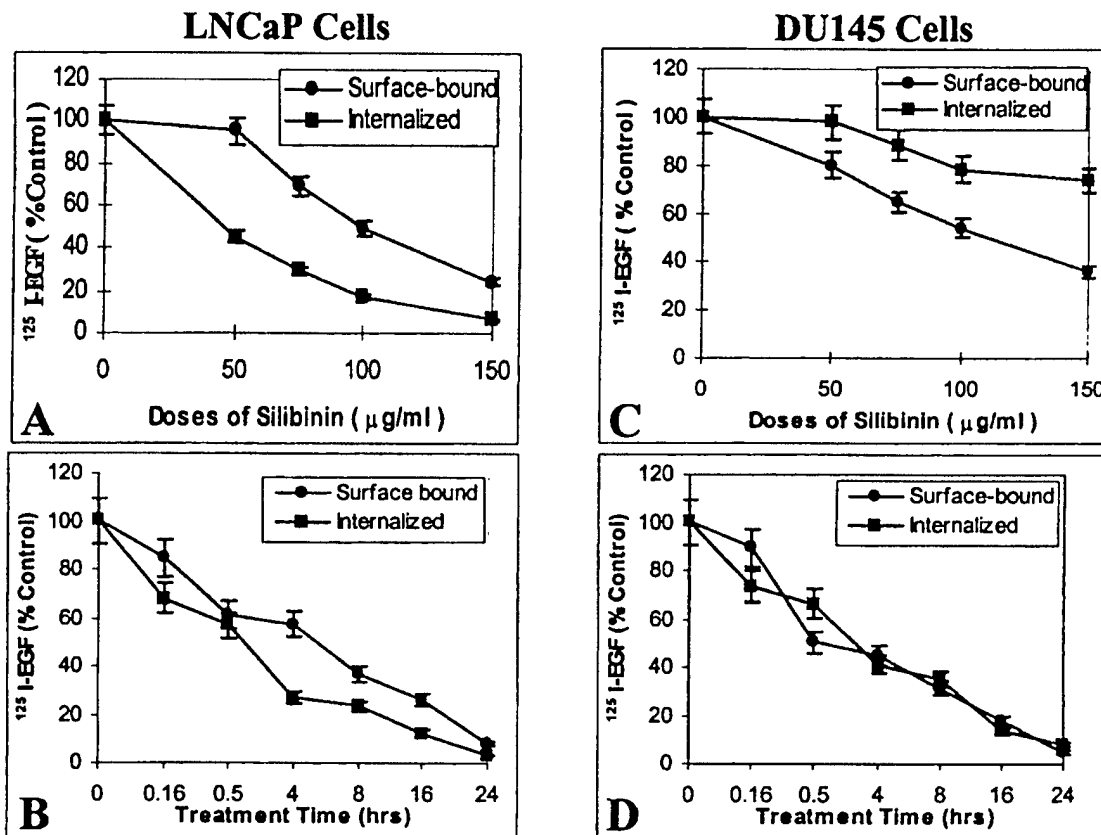 LNCaP Cells
120
100
80
60
40
20
0
125 I-EGF ( %Control)
Surface-bound
Internalized
0 50 100 150
Doses of Silibinin ( μg/ml )
A
120
100
80
60
40
20
0
125 I-EGF (% Control)
Surface bound
Internalized
0 0.16 0.5 4 8 16 24
Treatment Time (hrs)
B
DU145 Cells
120
100
80
60
40
20
0
125 I-EGF ( % Control)
Surface-bound
Internalized
0 50 100 150
Doses of Silibinin ( μg/ml )
C
120
100
80
60
40
20
0
125 I-EGF (% Control)
Surface-bound
Internalized
0 0.16 0.5 4 8 16 24
Treatment Time (hrs)
D